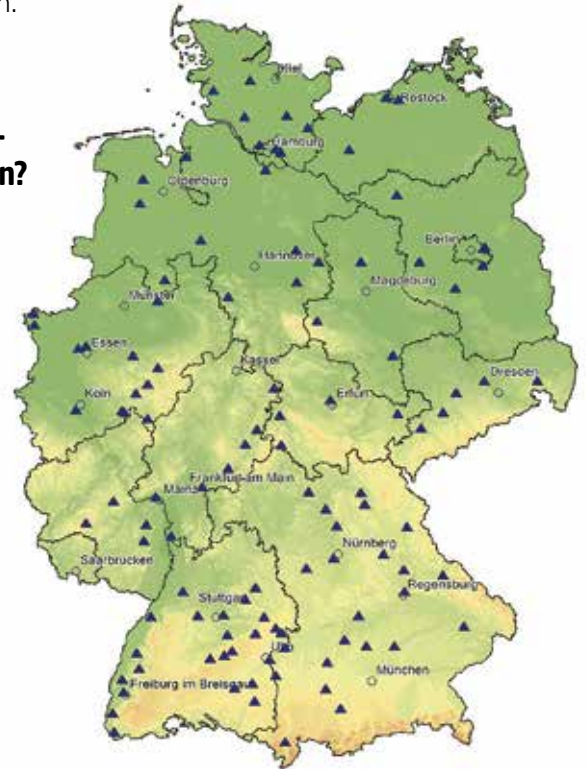 n.
-
n?
Kiel
Rostock
Hamburg
Oldenburg
Berlin
Hannover
Magdeburg
Münster
Essen
Kassel
Dresden
Köln
Erfurt
Frankfurt am Main
Mainz
Nürnberg
Saarbrücken
Regensburg
Stuttgart
Ulm
München
Freiburg im Breisgau